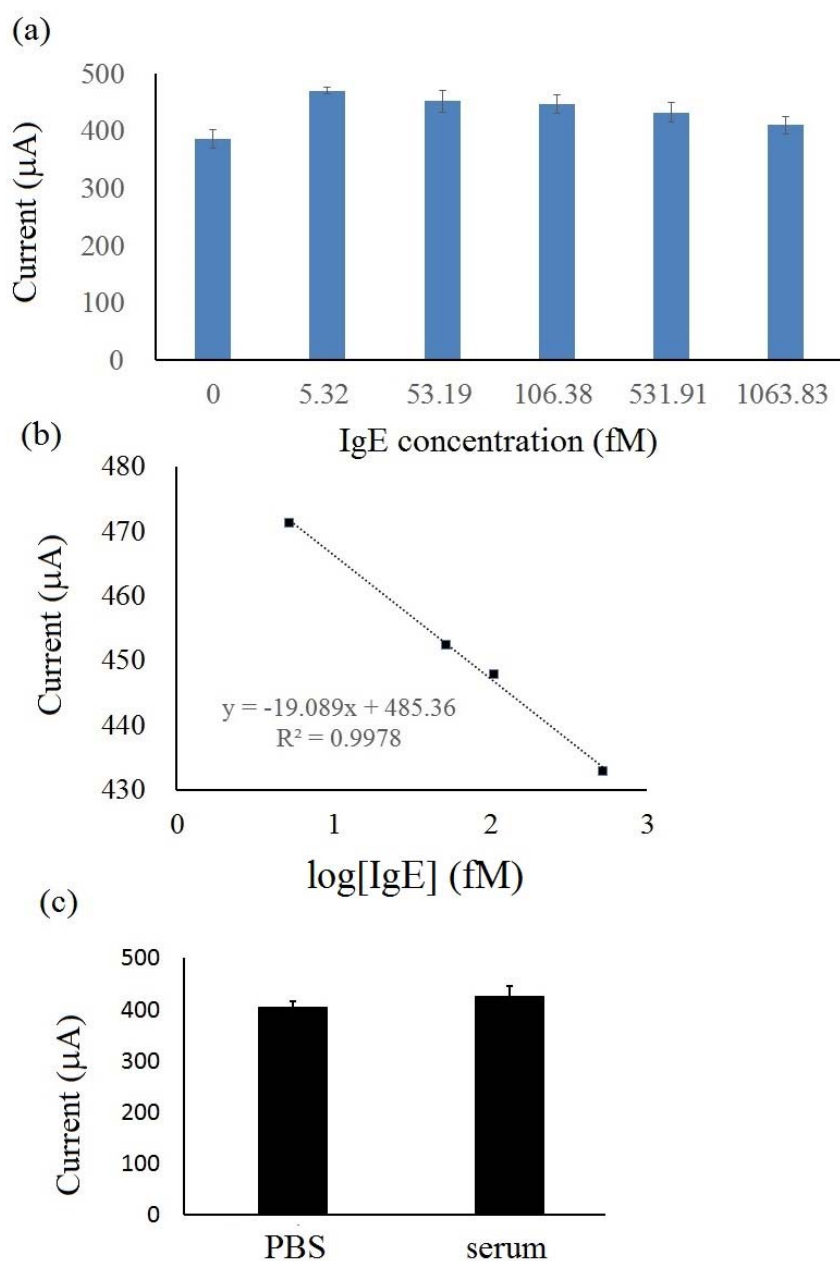 (a)
Current (µA)
500
400
300
200
100
0
0 5.32 53.19 106.38 531.91 1063.83
IgE concentration (fM)
(b)
Current (µA)
480
470
460
450
440
430
y = -19.089x + 485.36
R² = 0.9978
0 1 2 3
log[IgE] (fM)
(c)
Current (µA)
500
400
300
200
100
0
PBS serum